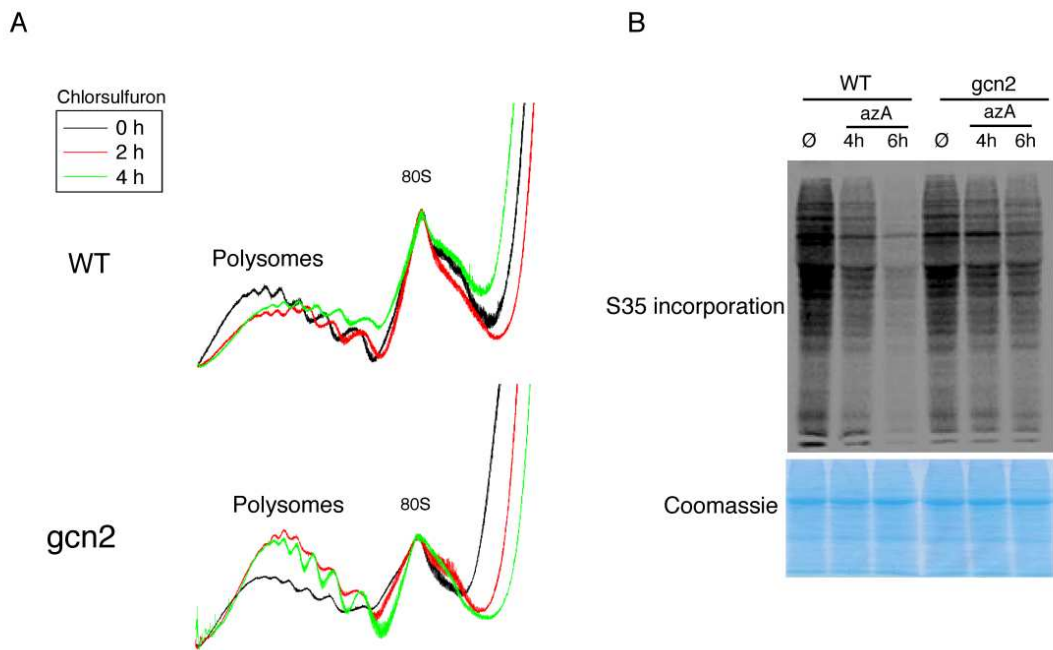 A
Chlorsulfuron
0 h
2 h
4 h
WT
Polysomes
80S
gcn2
Polysomes
80S
B
WT gcn2
azA azA
Ø 4h 6h Ø 4h 6h
S35 incorporation
Coomassie